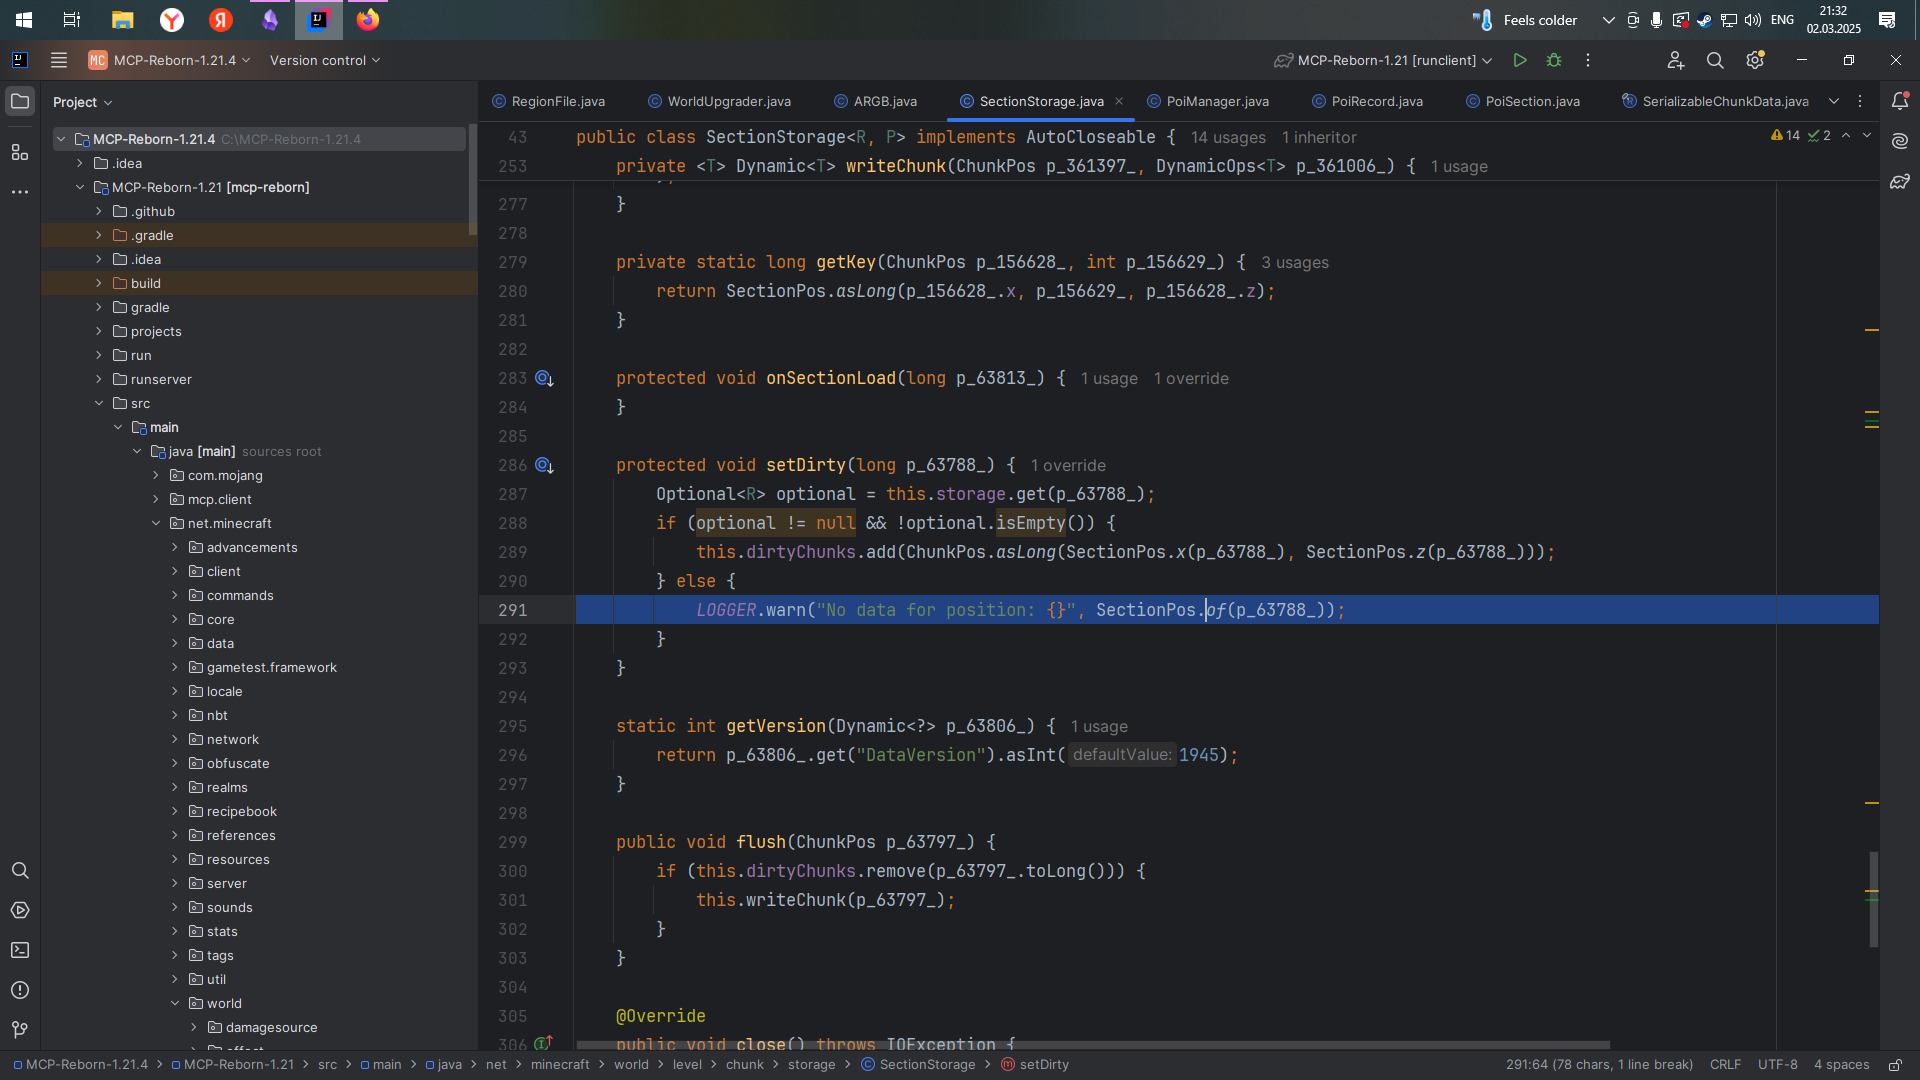 Feels colder
ENG
21:32
02.03.2025
MC MCP-Reborn-1.21.4
Version control
MCP-Reborn-1.21 [runclient]
Project
MCP-Reborn-1.21.4 C:\MCP-Reborn-1.21.4
.idea
MCP-Reborn-1.21 [mcp-reborn]
.github
.gradle
.idea
build
gradle
projects
run
runserver
src
main
java [main] sources root
com.mojang
mcp.client
net.minecraft
advancements
client
commands
core
data
gametest.framework
locale
nbt
network
obfuscate
realms
recipebook
references
resources
server
sounds
stats
tags
util
world
damagesource
effect
RegionFile.java
WorldUpgrader.java
ARGB.java
SectionStorage.java
PoiManager.java
PoiRecord.java
PoiSection.java
SerializableChunkData.java
43 public class SectionStorage<R, P> implements AutoCloseable { 14 usages 1 inheritor
14 2
253 private <T> Dynamic<T> writeChunk(ChunkPos p_361397_, DynamicOps<T> p_361006_) { 1 usage
277 }
278
279 private static long getKey(ChunkPos p_156628_, int p_156629_) { 3 usages
280 return SectionPos.asLong(p_156628_.x, p_156629_, p_156628_.z);
281 }
282
283 protected void onSectionLoad(long p_63813_) { 1 usage 1 override
284 }
285
286 protected void setDirty(long p_63788_) { 1 override
287 Optional<R> optional = this.storage.get(p_63788_);
288 if (optional != null && !optional.isEmpty()) {
289 this.dirtyChunks.add(ChunkPos.asLong(SectionPos.x(p_63788_), SectionPos.z(p_63788_)));
290 } else {
291 LOGGER.warn("No data for position: {}", SectionPos.of(p_63788_));
292 }
293 }
294
295 static int getVersion(Dynamic<?> p_63806_) { 1 usage
296 return p_63806_.get("DataVersion").asInt( defaultValue: 1945);
297 }
298
299 public void flush(ChunkPos p_63797_) {
300 if (this.dirtyChunks.remove(p_63797_.toLong())) {
301 this.writeChunk(p_63797_);
302 }
303 }
304
305 @Override
306 public void close() throws IOException {
MCP-Reborn-1.21.4 > MCP-Reborn-1.21 > src > main > java > net > minecraft > world > level > chunk > storage > SectionStorage > setDirty
291:64 (78 chars, 1 line break) CRLF UTF-8 4 spaces